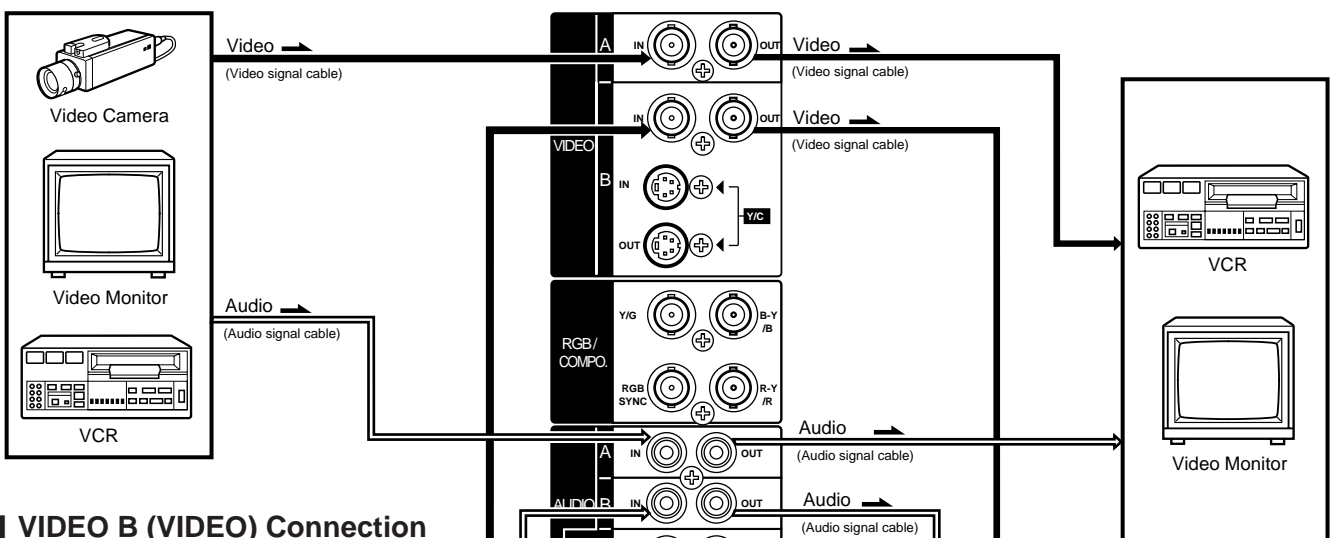 Video
(Video signal cable)
Video Camera
Video Monitor
Audio
(Audio signal cable)
VCR
VIDEO B (VIDEO) Connection
VIDEO
A
IN
OUT
B
IN
OUT
IN
OUT
Y/C
RGB/
COMPO.
Y/G
B-Y
/B
RGB
SYNC
R-Y
/R
AUDIO
A
IN
OUT
B
IN
OUT
Video
(Video signal cable)
Video
(Video signal cable)
Audio
(Audio signal cable)
Audio
(Audio signal cable)
VCR
Video Monitor